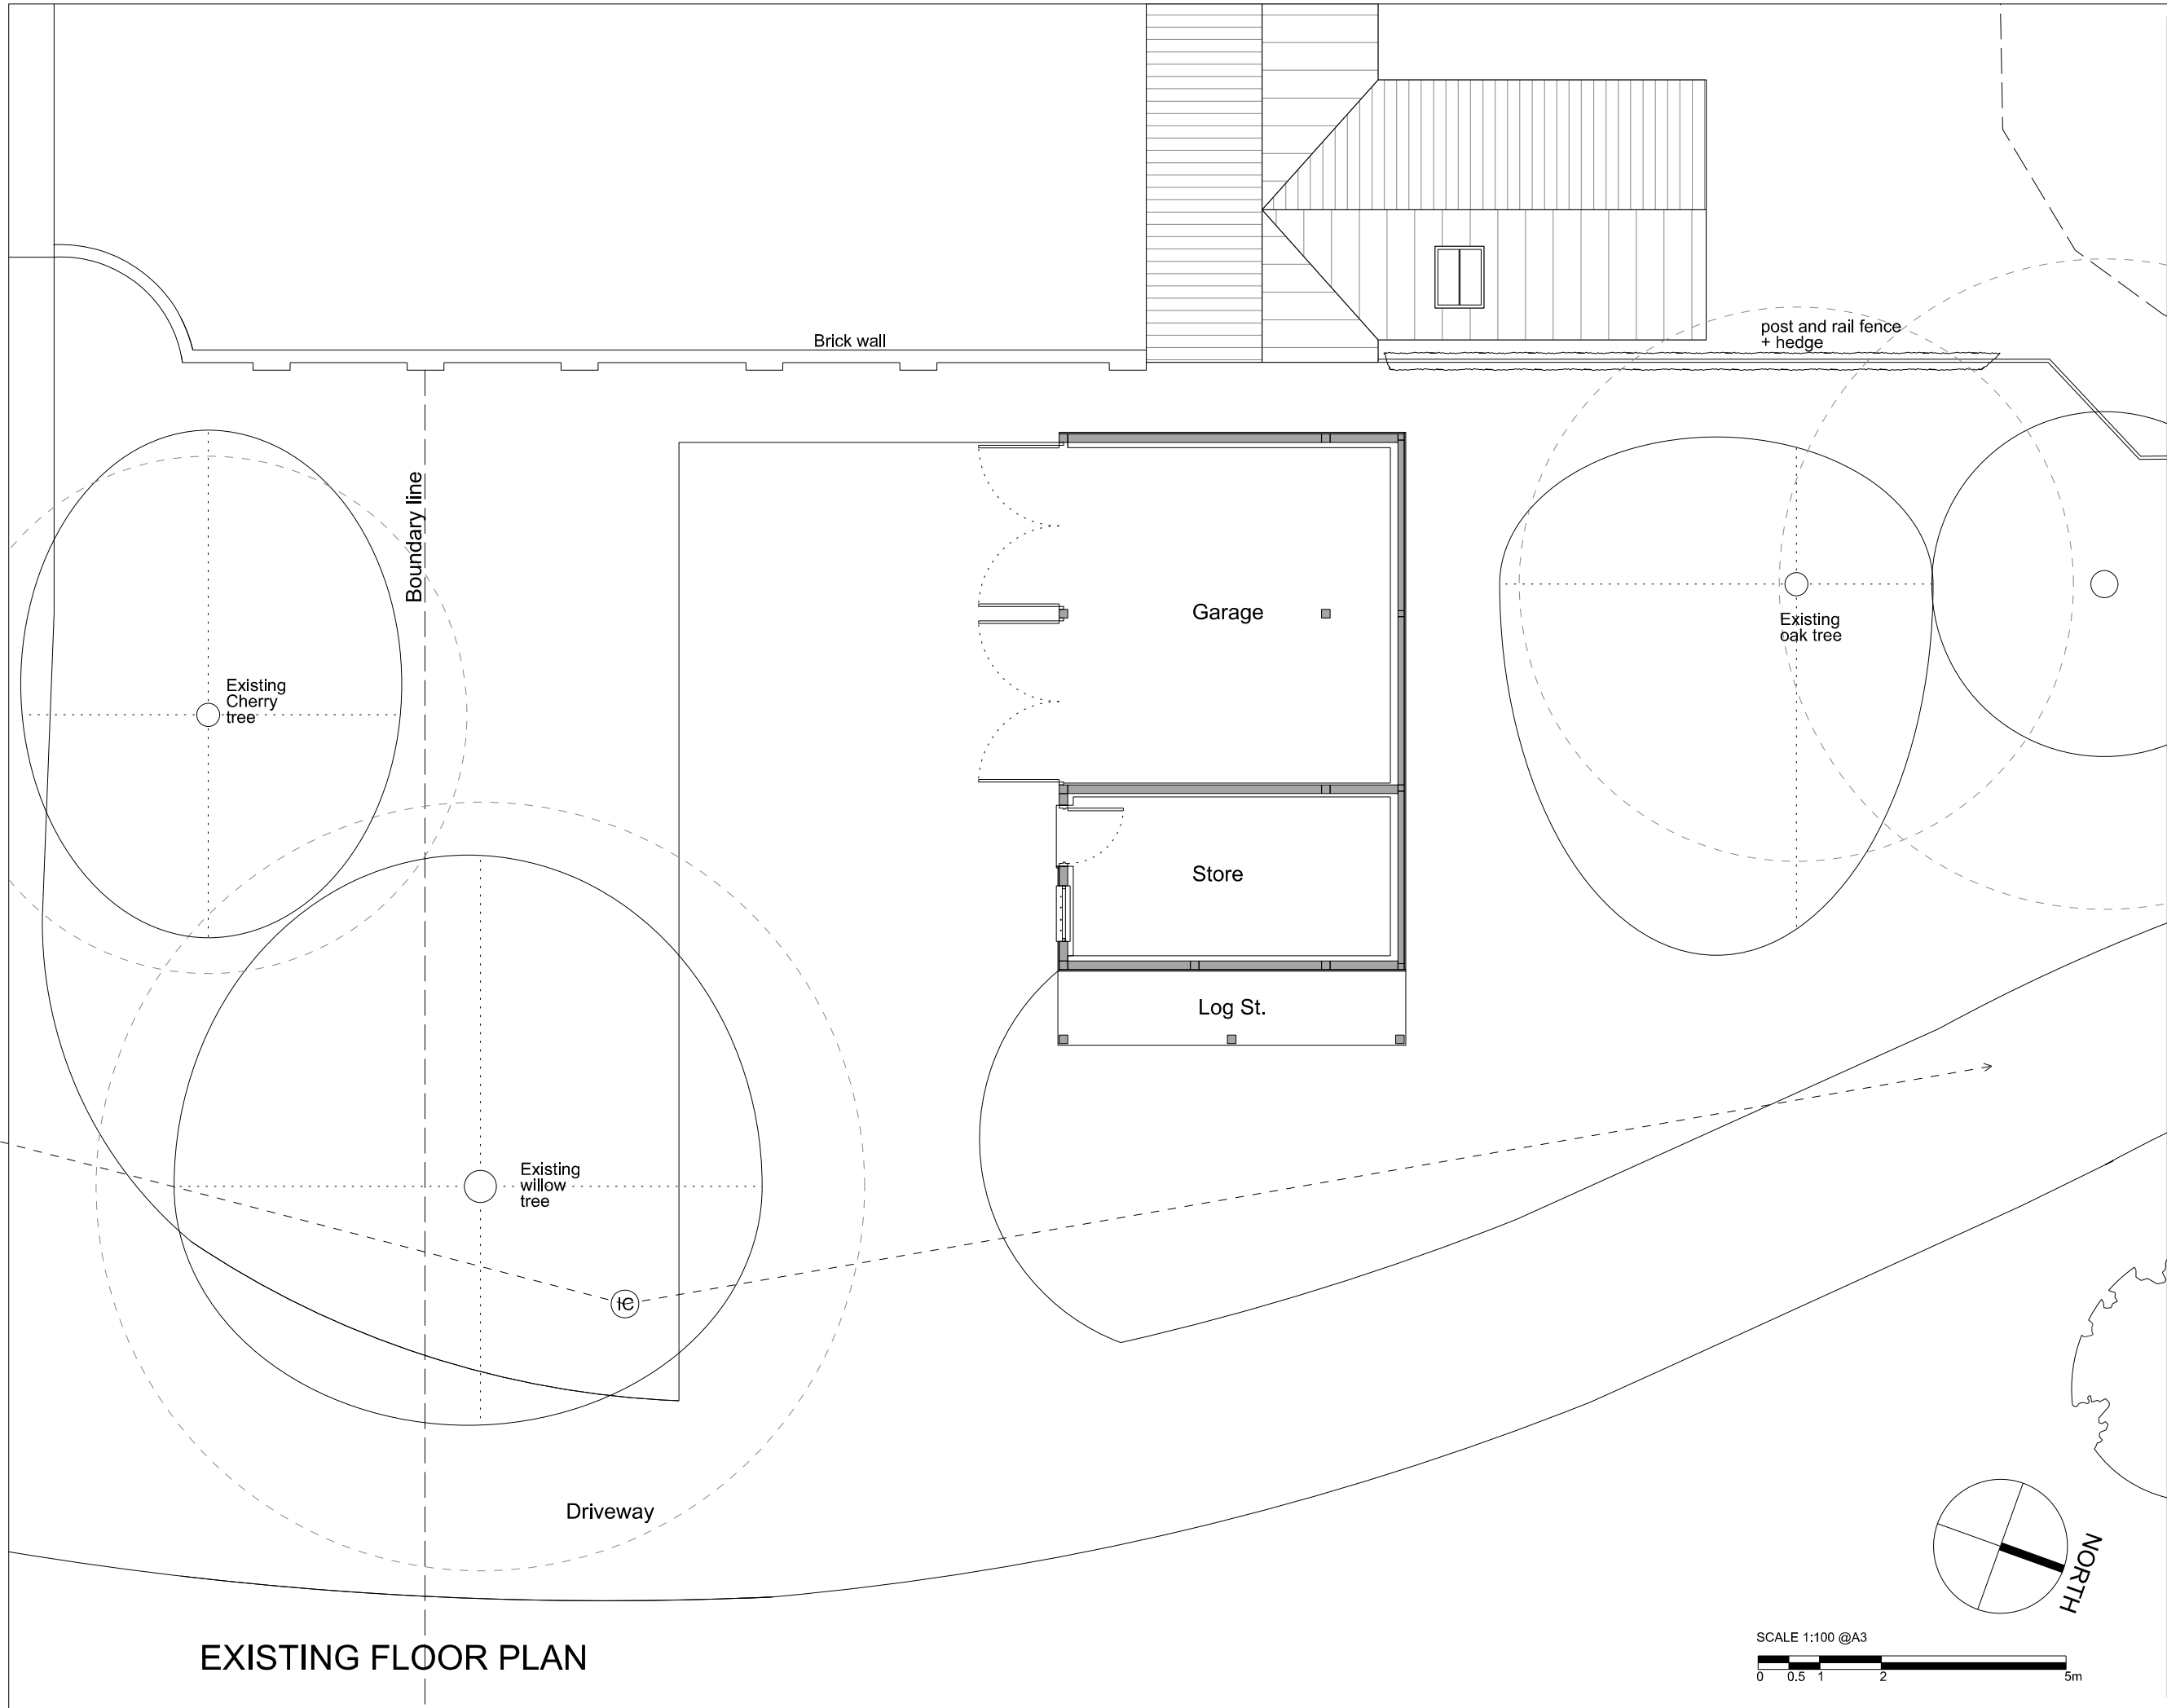 Brick wall
post and rail fence
+ hedge
Boundary line
Garage
Existing
oak tree
Existing
Cherry
tree
Store
Log St.
Existing
willow
tree
Driveway
NORTH
SCALE 1:100 @A3
0 0.5 1 2 5m
EXISTING FLOOR PLAN